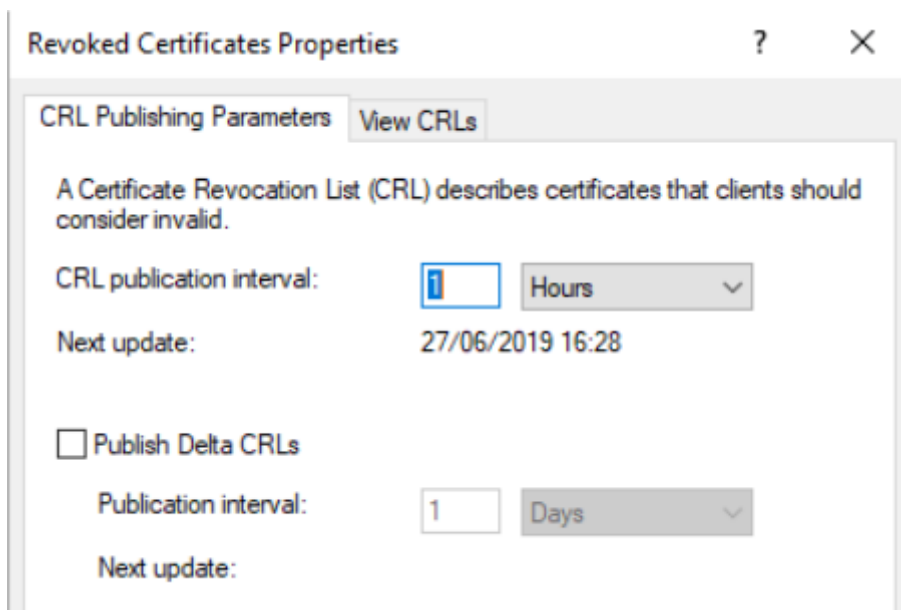 Revoked Certificates Properties ? ×
CRL Publishing Parameters View CRLs
A Certificate Revocation List (CRL) describes certificates that clients should
consider invalid.
CRL publication interval: 1 Hours
Next update: 27/06/2019 16:28
Publish Delta CRLs
Publication interval: 1 Days
Next update: